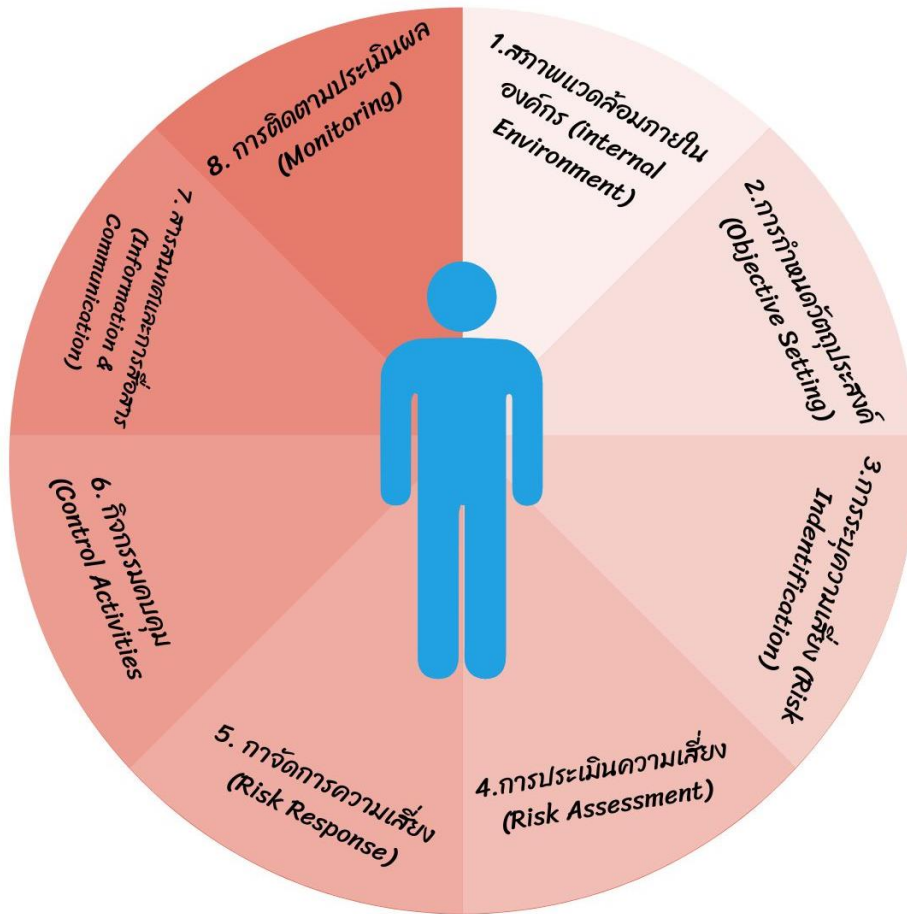 1.สภาพแวดล้อมภายใน
องค์กร (internal
Environment)
2.การกำหนดวัตถุประสงค์
(Objective Setting)
3.การระบุความเสี่ยง (Risk
Indentification)
4.การประเมินความเสี่ยง
(Risk Assessment)
5. กาจัดการความเสี่ยง
(Risk Response)
6. กิจกรรมควบคุม
(Control Activities
7. สารสนทศและการสื่อสาร
(Information &
Communication)
8. การติดตามประเมินผล
(Monitoring)